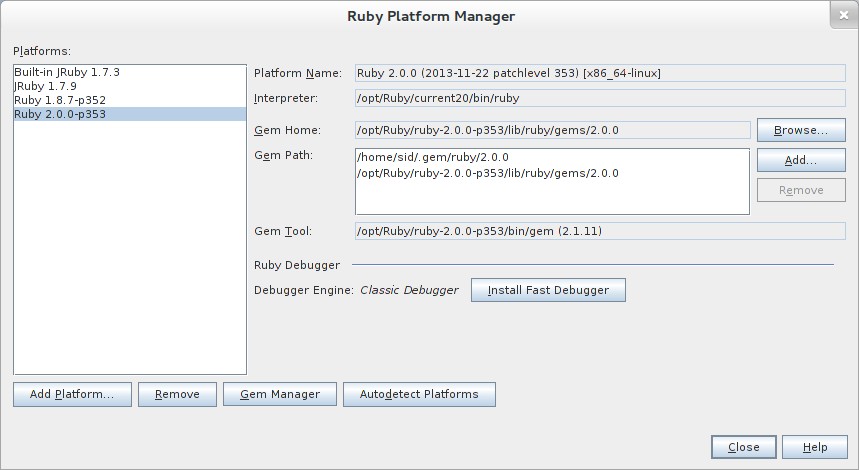 Ruby Platform Manager
Platforms:
Built-in JRuby 1.7.3
JRuby 1.7.9
Ruby 1.8.7-p352
Ruby 2.0.0-p353
Platform Name: Ruby 2.0.0 (2013-11-22 patchlevel 353) [x86_64-linux]
Interpreter: /opt/Ruby/current20/bin/ruby
Gem Home: /opt/Ruby/ruby-2.0.0-p353/lib/ruby/gems/2.0.0 Browse...
Gem Path: /home/sid/.gem/ruby/2.0.0 Add...
/opt/Ruby/ruby-2.0.0-p353/lib/ruby/gems/2.0.0
Remove
Gem Tool: /opt/Ruby/ruby-2.0.0-p353/bin/gem (2.1.11)
Ruby Debugger
Debugger Engine: Classic Debugger Install Fast Debugger
Add Platform... Remove Gem Manager Autodetect Platforms
Close Help